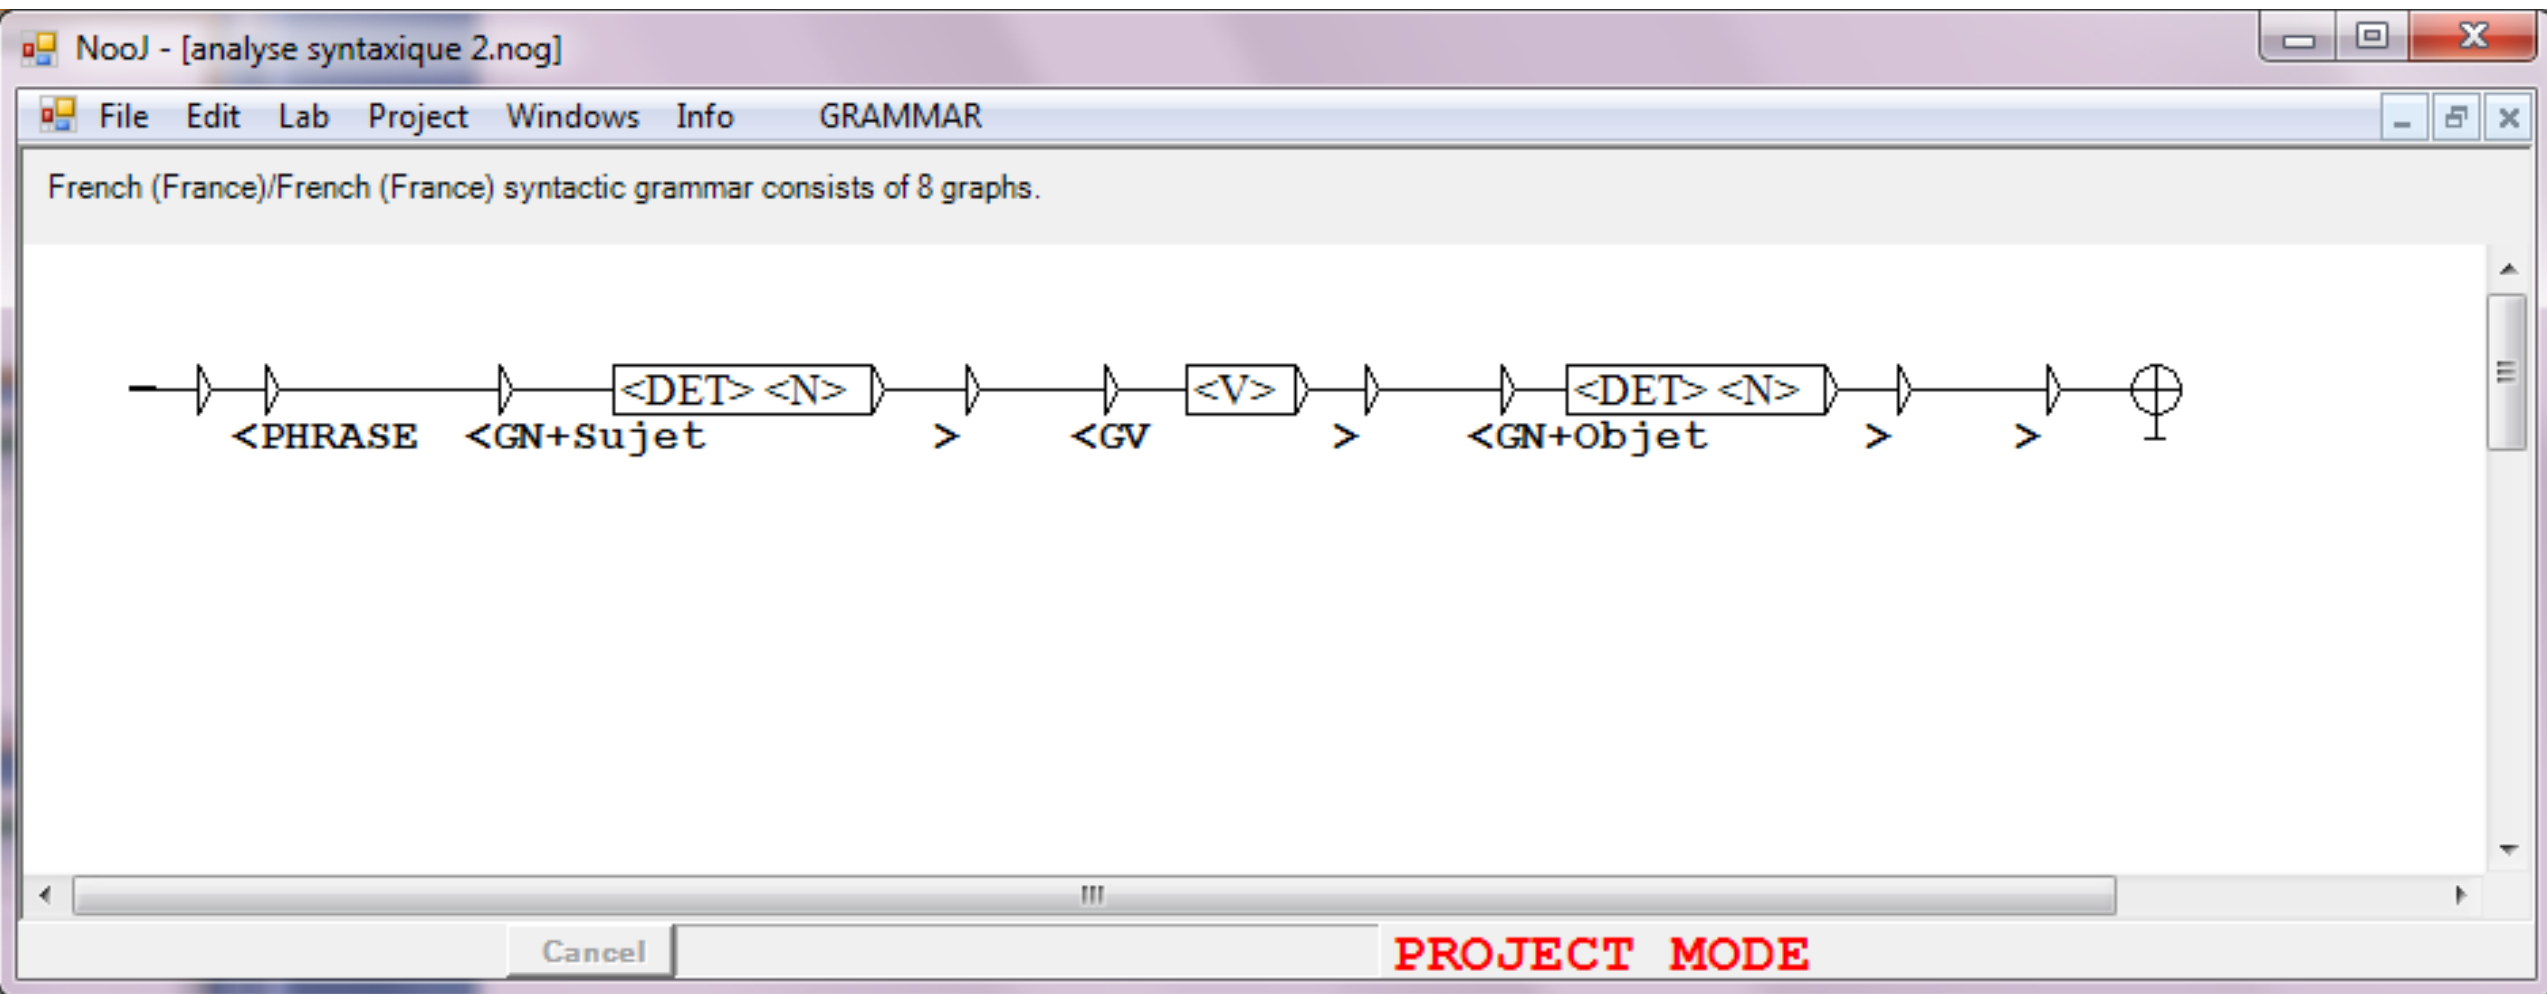 NooJ - [analyse syntaxique 2.nog]
File Edit Lab Project Windows Info GRAMMAR
French (France)/French (France) syntactic grammar consists of 8 graphs.
<DET> <N> <V> <DET> <N>
<PHRASE <GN+Sujet > <GV > <GN+Objet > >
Cancel PROJECT MODE